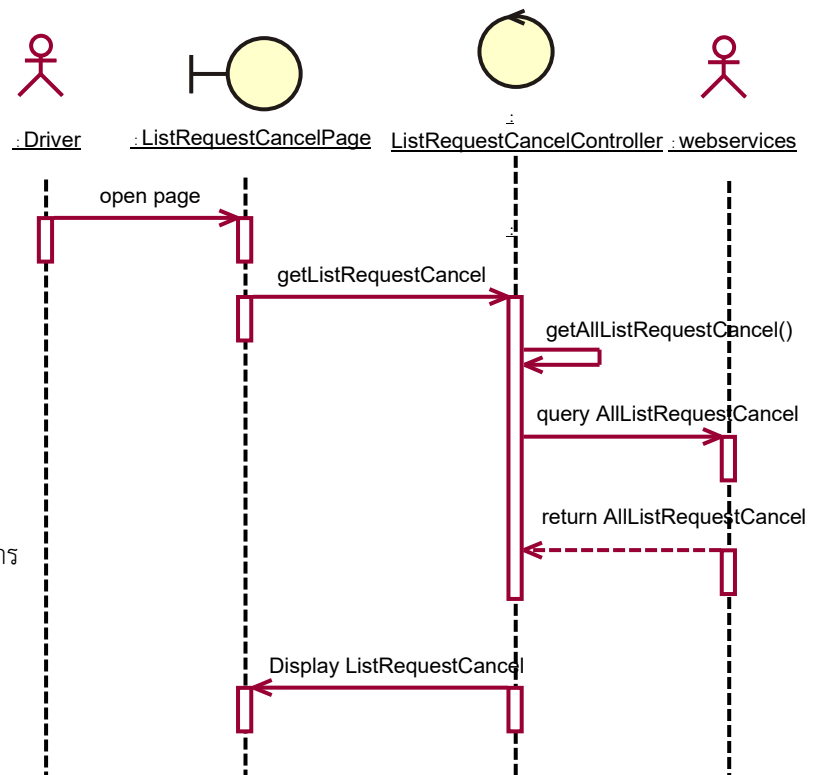 : Driver
: ListRequestCancelPage
:
ListRequestCancelController
: webservices
open page
:
getListRequestCancel
getAllListRequestCancel()
query AllListRequestCancel
return AllListRequestCancel
Display ListRequestCancel